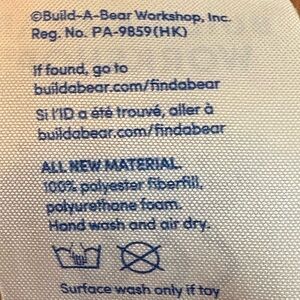 ©Build-A-Bear Workshop, Inc.
Reg. No. PA-9859(HK)
If found, go to
buildabear.com/findabear
Si l'ID a été trouvé, aller à
buildabear.com/findabear
ALL NEW MATERIAL.
100% polyester fiberfill,
polyurethane foam.
Hand wash and air dry.
Surface wash only if toy